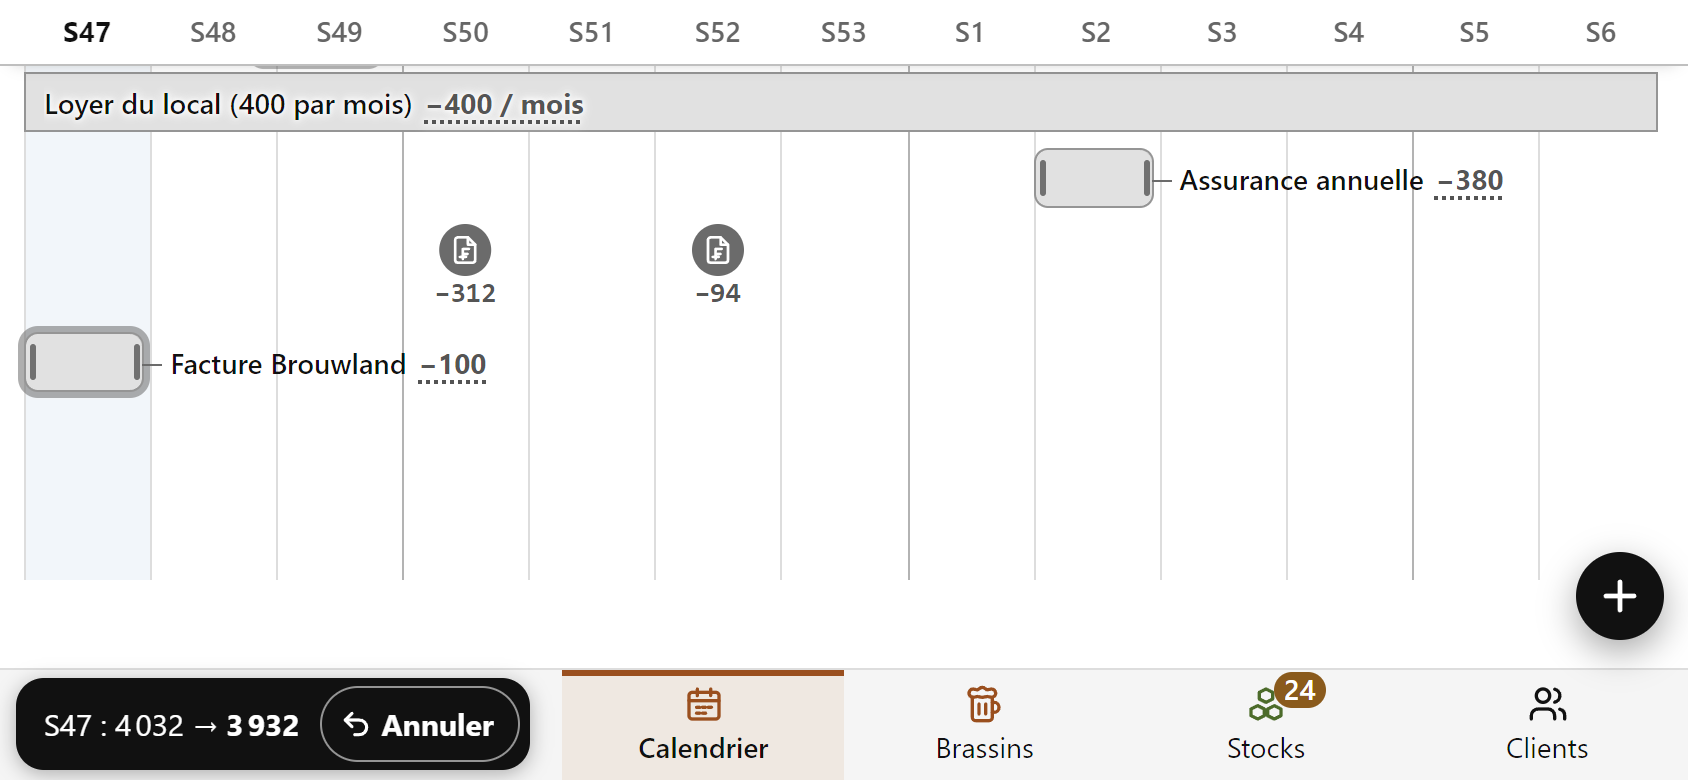 S47 S48 S49 S50 S51 S52 S53 S1 S2 S3 S4 S5 S6
Loyer du local (400 par mois) −400 / mois
Assurance annuelle −380
−312 −94
Facture Brouwland −100
S47 : 4 032 → 3 932 Annuler
24
Calendrier Brassins Stocks Clients